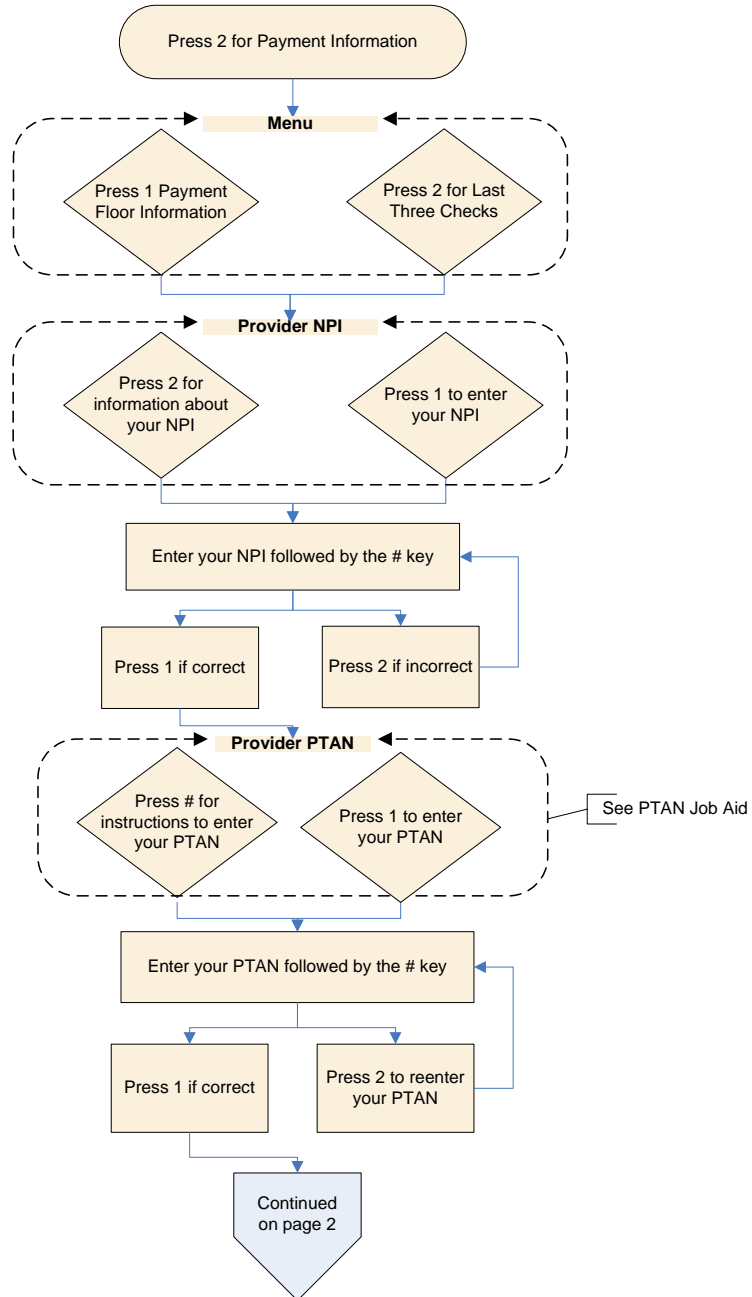 Press 2 for Payment Information
Menu
Press 1 Payment
Floor Information
Press 2 for Last
Three Checks
Provider NPI
Press 2 for
information about
your NPI
Press 1 to enter
your NPI
Enter your NPI followed by the # key
Press 1 if correct
Press 2 if incorrect
Provider PTAN
Press # for
instructions to enter
your PTAN
Press 1 to enter
your PTAN
See PTAN Job Aid
Enter your PTAN followed by the # key
Press 1 if correct
Press 2 to reenter
your PTAN
Continued
on page 2